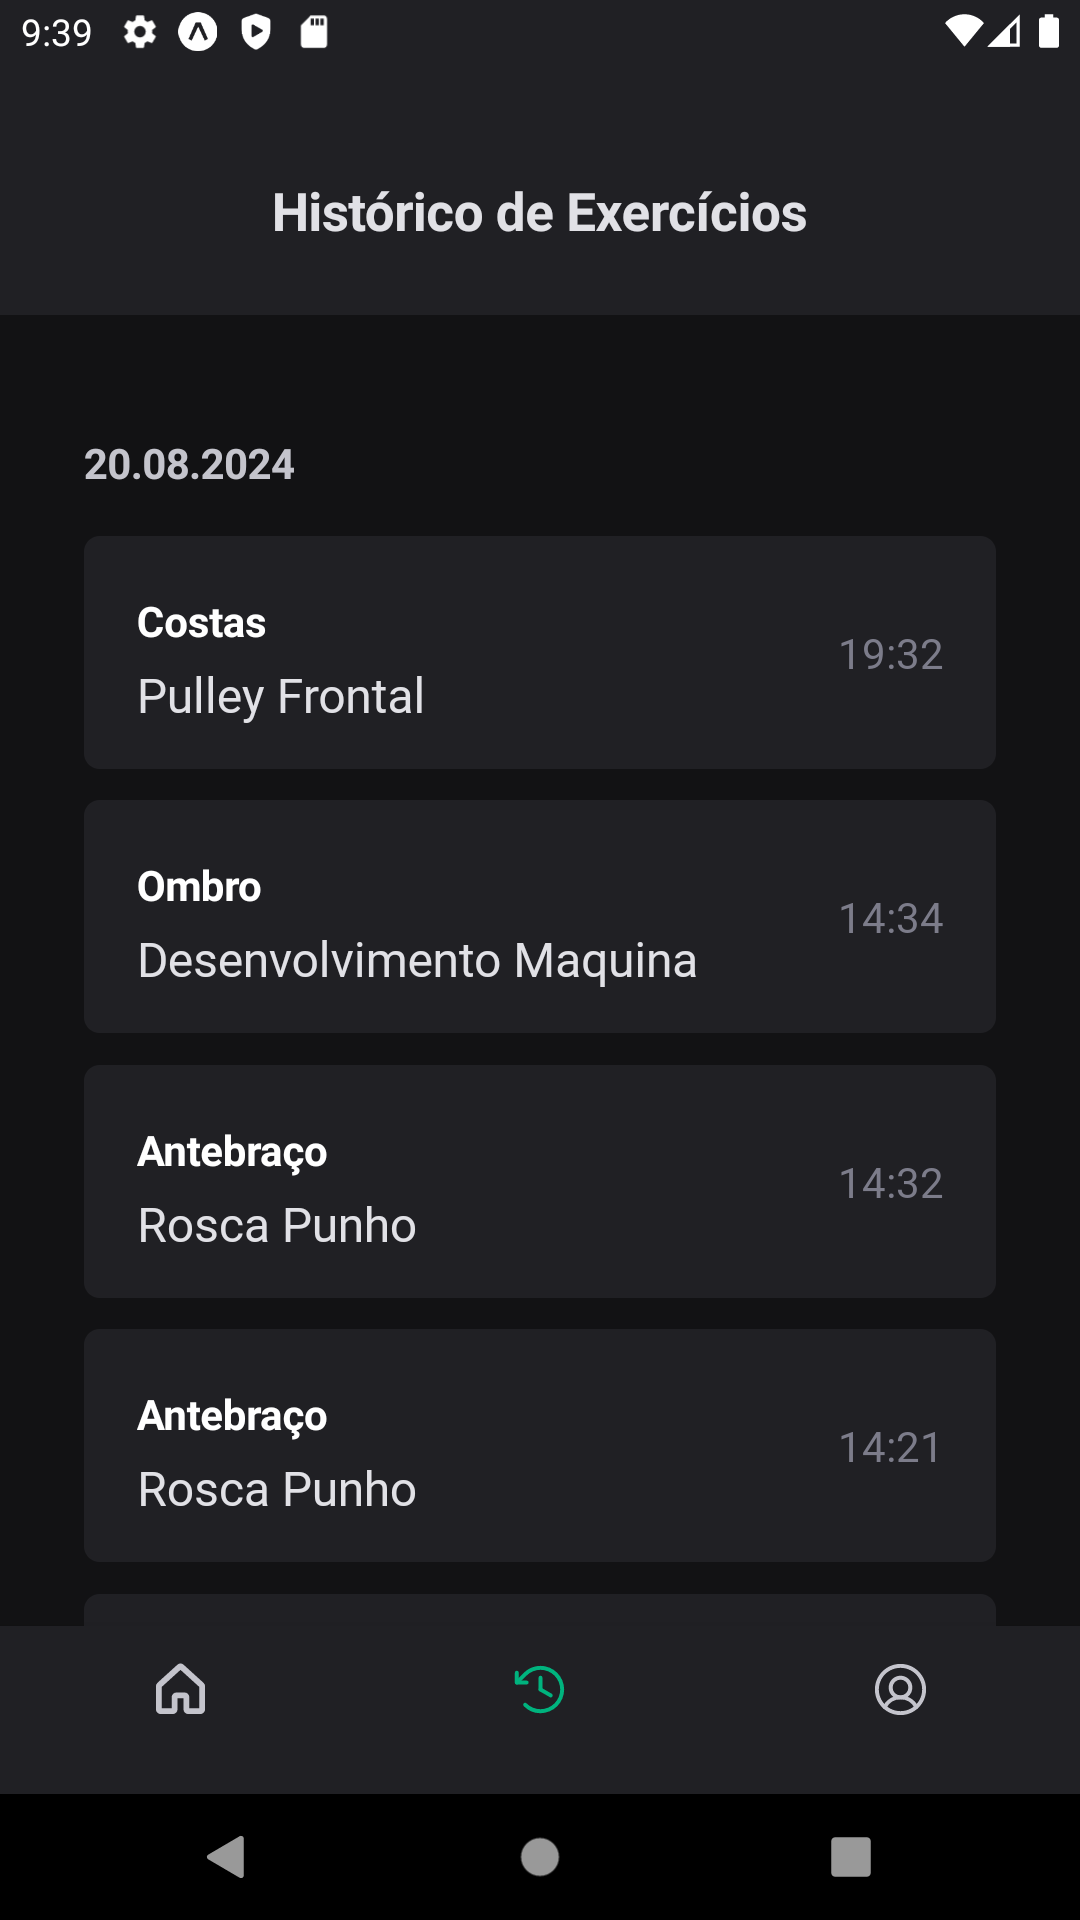 9:39
Histórico de Exercícios
20.08.2024
Costas
Pulley Frontal
19:32
Ombro
Desenvolvimento Maquina
14:34
Antebraço
Rosca Punho
14:32
Antebraço
Rosca Punho
14:21